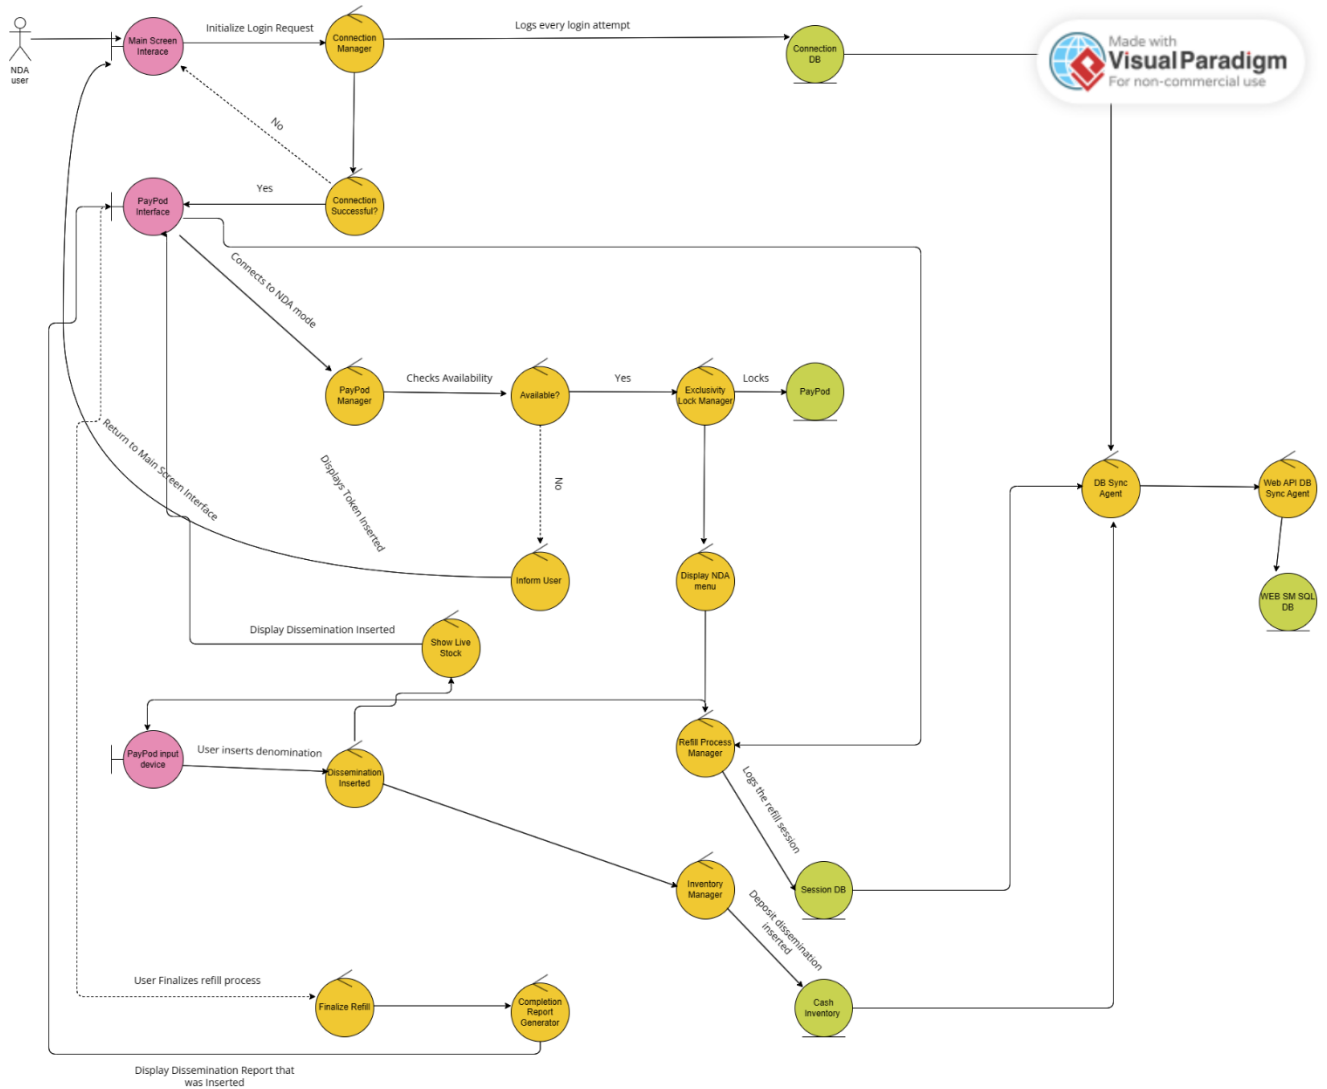 Initialize Login Request
Logs every login attempt
Made with
Visual Paradigm
For non-commercial use
NDA
user
Main Screen
Interace
Connection
Manager
Connection
DB
No
Yes
PayPod
Interface
Connection
Successful?
Connects to NDA mode
PayPod
Manager
Checks Availability
Available?
Yes
Exclusivity
Lock Manager
Locks
PayPod
Return to Main Screen Interface
Displays Token Inserted
No
DB Sync
Agent
Web API DB
Sync Agent
Inform User
Display NDA
menu
WEB SM SQL
DB
Display Dissemination Inserted
Show Live
Stock
PayPod input
device
User inserts denomination
Dissemination
Inserted
Refill Process
Manager
Logs the refill session
Inventory
Manager
Session DB
Deposit dissemination
inserted
User Finalizes refill process
Finalize Refill
Completion
Report
Generator
Cash
Inventory
Display Dissemination Report that
was Inserted